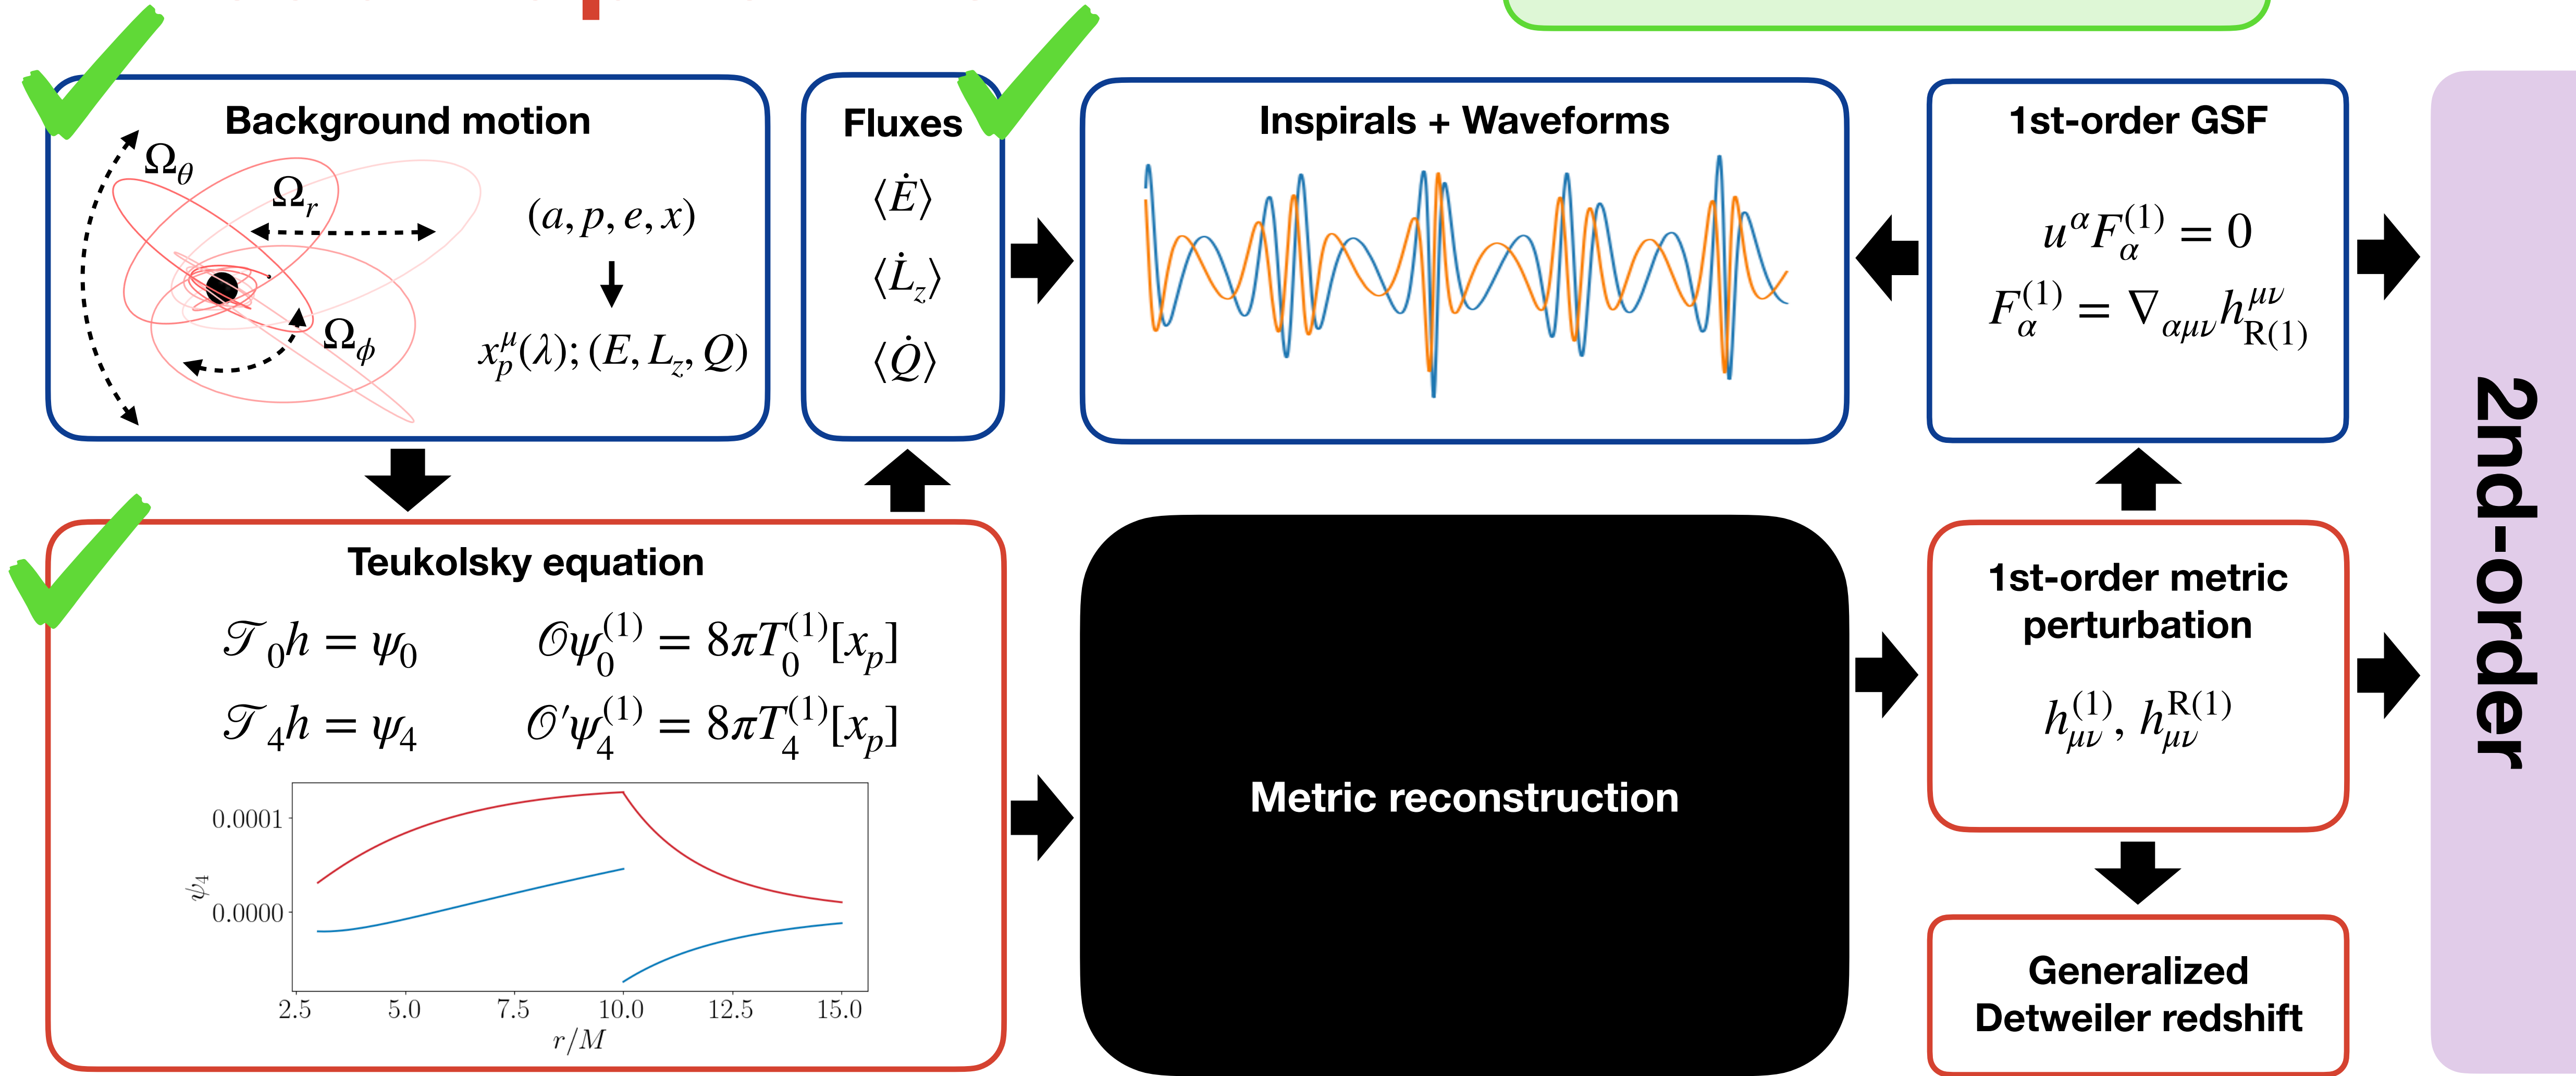 Background motion
Ω_θ
Ω_r
Ω_ϕ
(a, p, e, x)
x_p^μ(λ); (E, L_z, Q)
Fluxes
⟨Ė⟩
⟨L̇_z⟩
⟨Q̇⟩
Inspirals + Waveforms
1st-order GSF
u^α F_α^(1) = 0
F_α^(1) = ∇_αμν h_R(1)^μν
2nd-order
Teukolsky equation
𝒯_0 h = ψ_0
𝒪ψ_0^(1) = 8πT_0^(1)[x_p]
𝒯_4 h = ψ_4
𝒪′ψ_4^(1) = 8πT_4^(1)[x_p]
0.0001
ψ_4
0.0000
2.5 5.0 7.5 10.0 12.5 15.0
r/M
Metric reconstruction
1st-order metric
perturbation
h_μν^(1), h_μν^R(1)
Generalized
Detweiler redshift